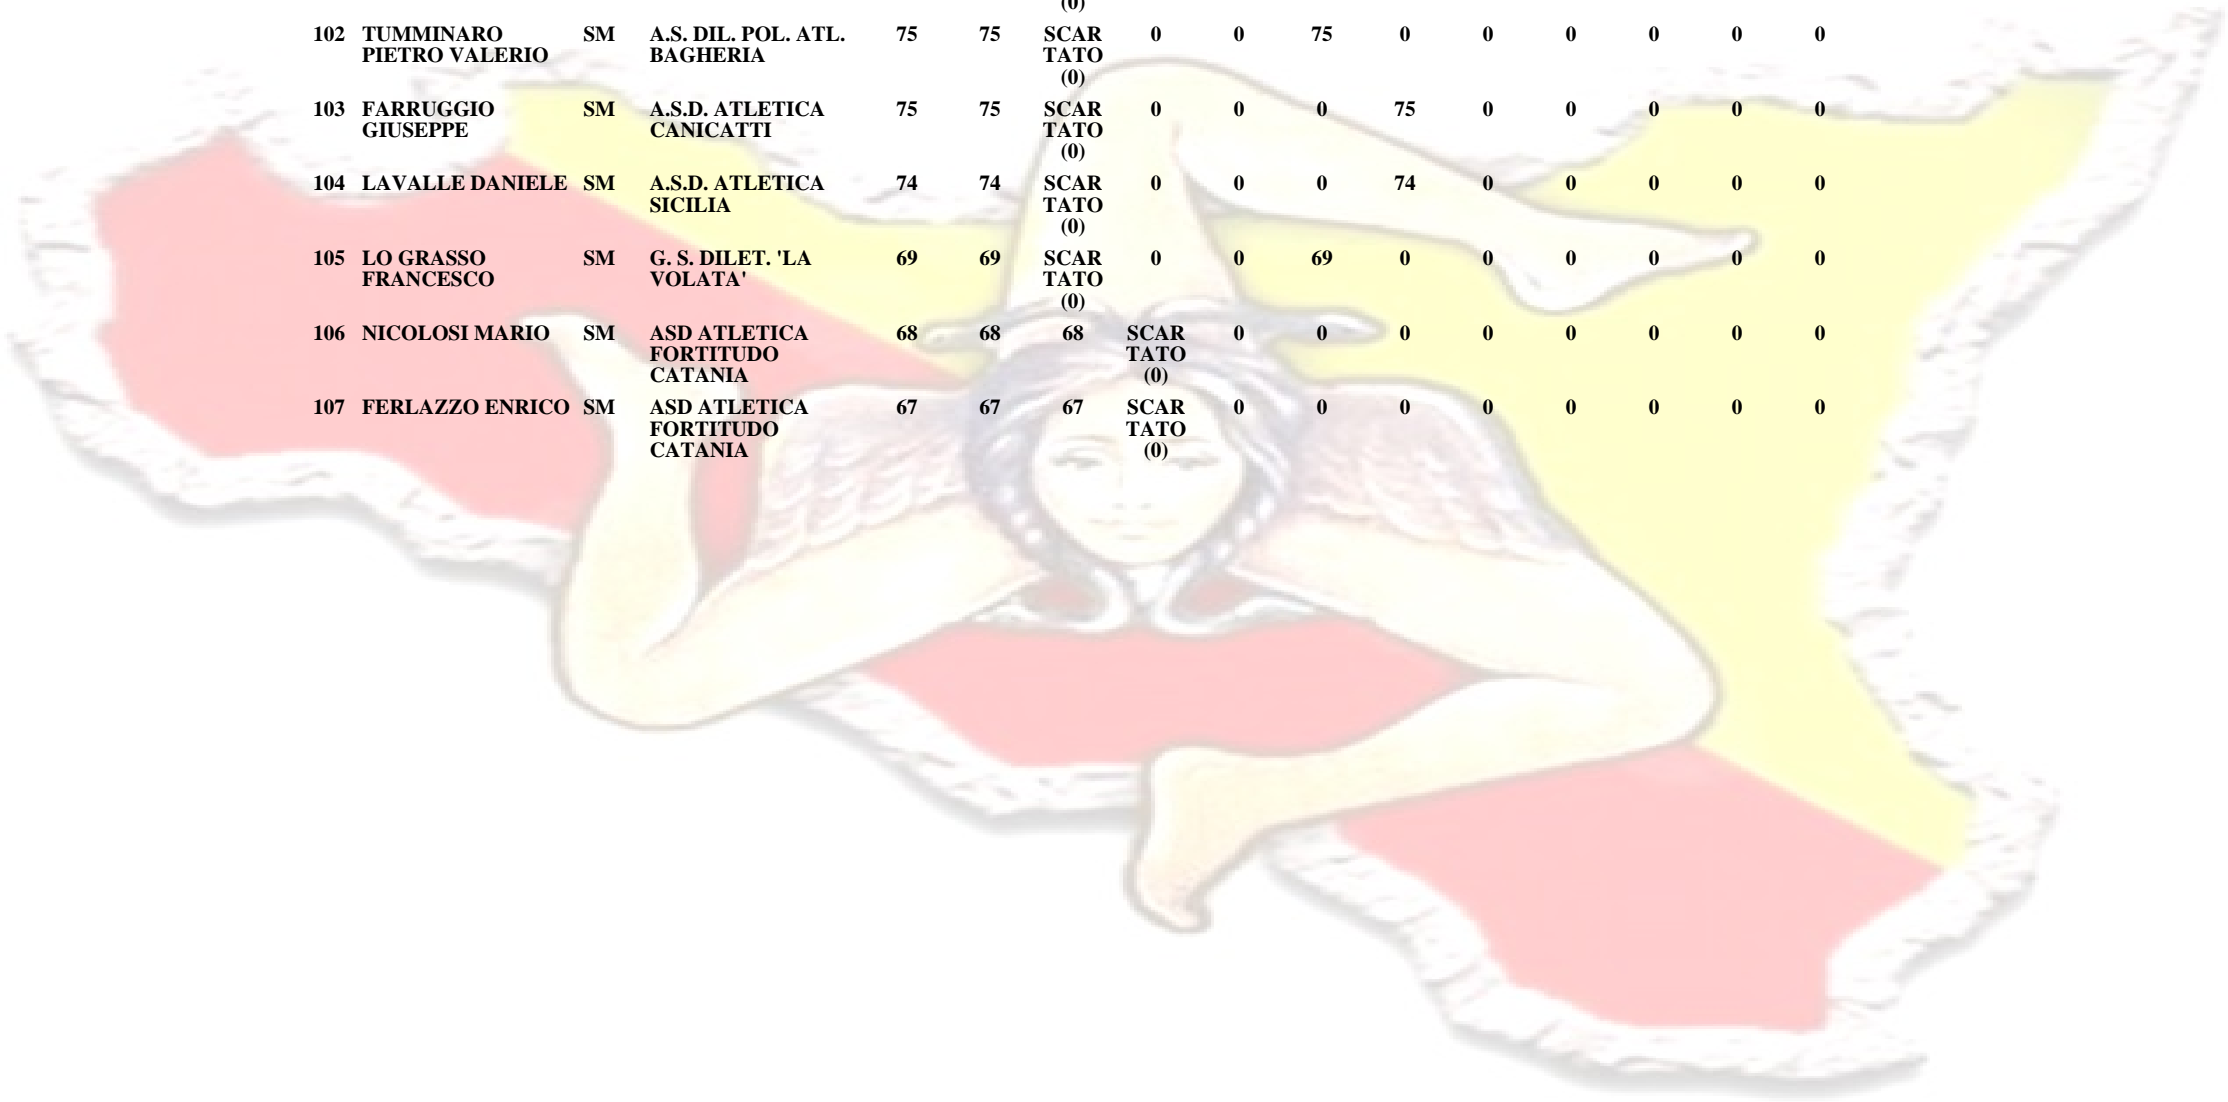 (0)
102 TUMMINARO SM A.S. DIL. POL. ATL. 75 75 SCAR 0 0 75 0 0 0 0 0 0
PIETRO VALERIO BAGHERIA TATO
(0)
103 FARRUGGIO SM A.S.D. ATLETICA 75 75 SCAR 0 0 0 75 0 0 0 0 0
GIUSEPPE CANICATTI TATO
(0)
104 LAVALLE DANIELE SM A.S.D. ATLETICA 74 74 SCAR 0 0 0 74 0 0 0 0 0
SICILIA TATO
(0)
105 LO GRASSO SM G. S. DILET. 'LA 69 69 SCAR 0 0 69 0 0 0 0 0 0
FRANCESCO VOLATA' TATO
(0)
106 NICOLOSI MARIO SM ASD ATLETICA 68 68 68 SCAR 0 0 0 0 0 0 0 0
FORTITUDO TATO
CATANIA (0)
107 FERLAZZO ENRICO SM ASD ATLETICA 67 67 67 SCAR 0 0 0 0 0 0 0 0
FORTITUDO TATO
CATANIA (0)